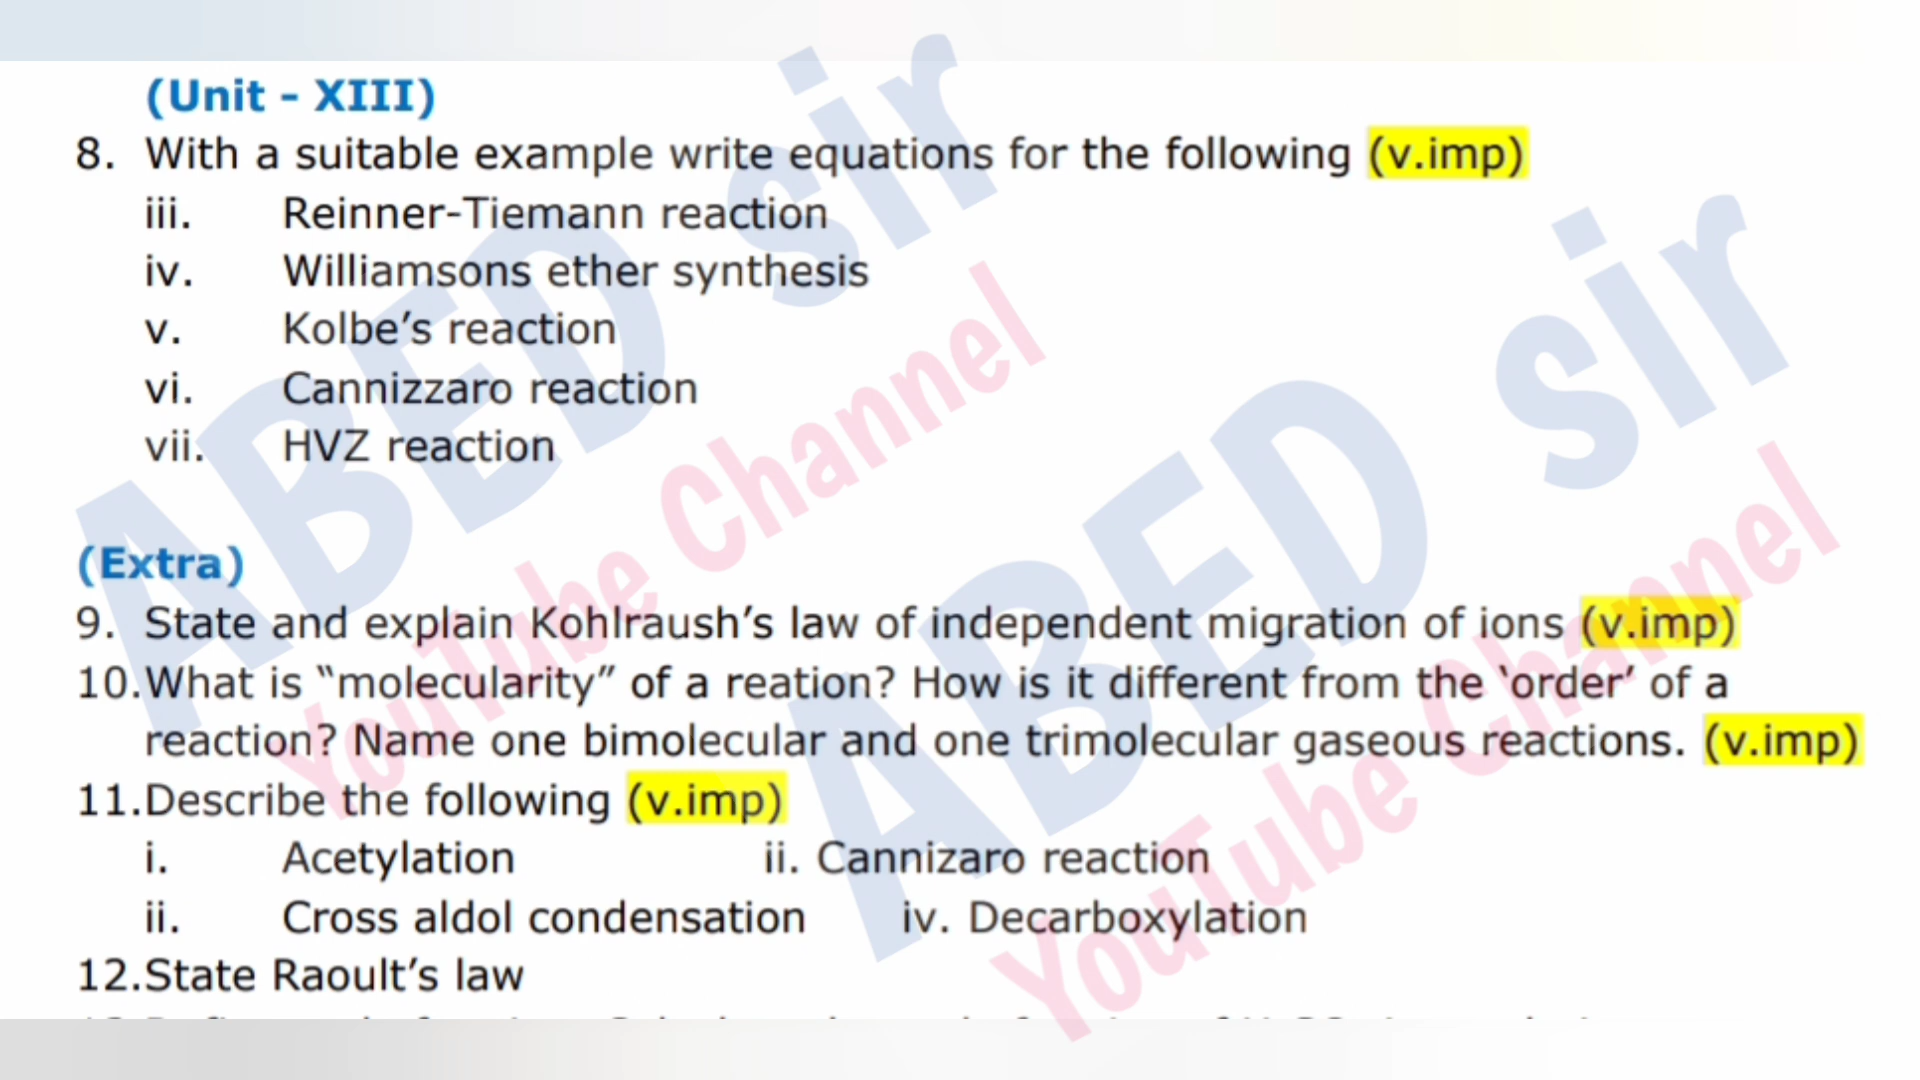 (Unit - XIII)
8. With a suitable example write equations for the following (v.imp)
iii. Reinner-Tiemann reaction
iv. Williamsons ether synthesis
v. Kolbe’s reaction
vi. Cannizzaro reaction
vii. HVZ reaction
(Extra)
9. State and explain Kohlraush’s law of independent migration of ions (v.imp)
10.What is “molecularity” of a reation? How is it different from the ‘order’ of a
reaction? Name one bimolecular and one trimolecular gaseous reactions. (v.imp)
11.Describe the following (v.imp)
i. Acetylation ii. Cannizaro reaction
ii. Cross aldol condensation iv. Decarboxylation
12.State Raoult’s law
ABED sir
YouTube Channel
ABED sir
YouTube Channel